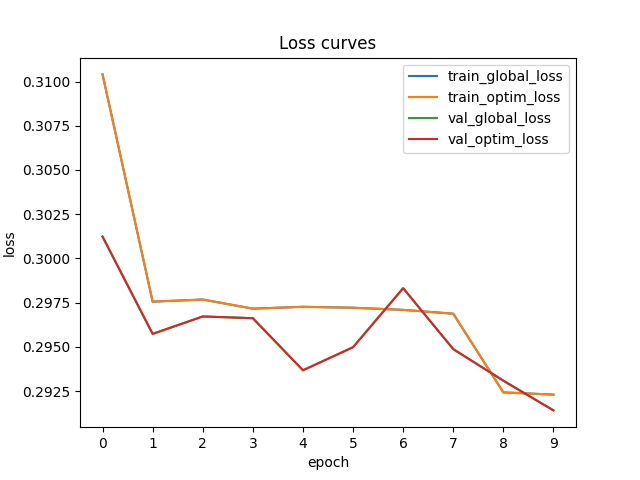 Loss curves
train_global_loss
train_optim_loss
val_global_loss
val_optim_loss
0.3100
0.3075
0.3050
0.3025
0.3000
0.2975
0.2950
0.2925
loss
0 1 2 3 4 5 6 7 8 9
epoch